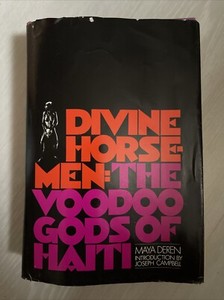 DIVINE
HORSE-
MEN: THE
VOODOO
GODS OF
HAITI
MAYA DEREN
INTRODUCTION BY
JOSEPH CAMPBELL